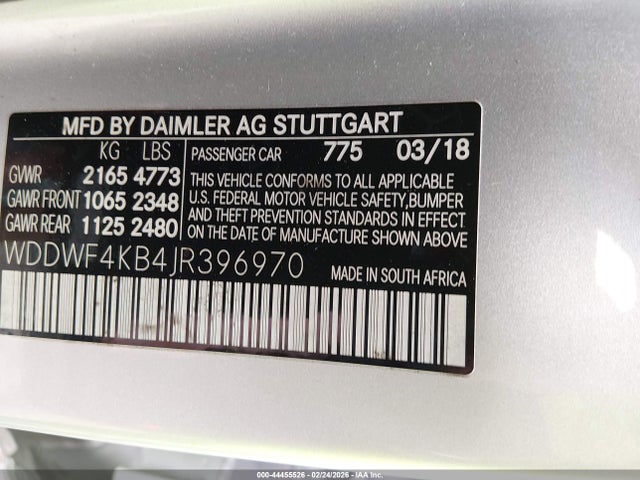 MFD BY DAIMLER AG STUTTGART
KG LBS PASSENGER CAR 775 03/18
GVWR 2165 4773
GAWR FRONT 1065 2348
GAWR REAR 1125 2480
THIS VEHICLE CONFORMS TO ALL APPLICABLE
U.S. FEDERAL MOTOR VEHICLE SAFETY,BUMPER
AND THEFT PREVENTION STANDARDS IN EFFECT
ON THE DATE OF MANUFACTURE SHOWN ABOVE.
WDDWF4KB4JR396970 MADE IN SOUTH AFRICA
000-44455526 - 02/24/2026 - IAAI.COM